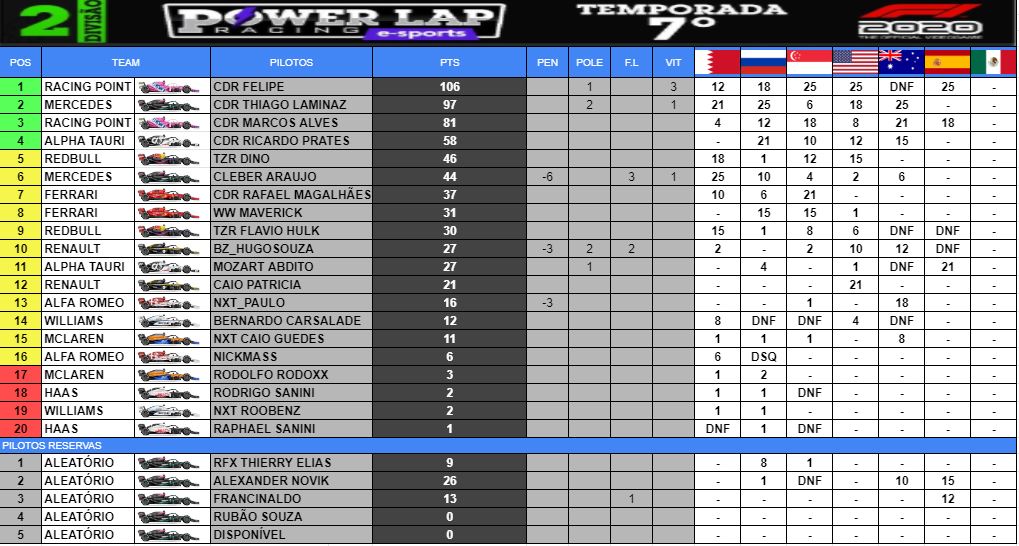 2 DIVISÃO POWER LAP TEMPORADA
RACING e-sports 7º F1 2020
THE OFFICIAL VIDEOGAME
POS TEAM PILOTOS PTS PEN POLE F.L VIT
1 RACING POINT CDR FELIPE 106 1 3 12 18 25 25 DNF 25 -
2 MERCEDES CDR THIAGO LAMINAZ 97 2 1 21 25 6 18 25 - -
3 RACING POINT CDR MARCOS ALVES 81 4 12 18 8 21 18 -
4 ALPHA TAURI CDR RICARDO PRATES 58 - 21 10 12 15 - -
5 REDBULL TZR DINO 46 18 1 12 15 - - -
6 MERCEDES CLEBER ARAUJO 44 -6 3 1 25 10 4 2 6 - -
7 FERRARI CDR RAFAEL MAGALHÃES 37 10 6 21 - - - -
8 FERRARI WW MAVERICK 31 - 15 15 1 - - -
9 REDBULL TZR FLAVIO HULK 30 15 1 8 6 DNF DNF -
10 RENAULT BZ_HUGOSOUZA 27 -3 2 2 2 - 2 10 12 DNF -
11 ALPHA TAURI MOZART ABDITO 27 1 - 4 - 1 DNF 21 -
12 RENAULT CAIO PATRICIA 21 - - - 21 - - -
13 ALFA ROMEO NXT_PAULO 16 -3 - - 1 - 18 - -
14 WILLIAMS BERNARDO CARSALADE 12 8 DNF DNF 4 DNF - -
15 MCLAREN NXT CAIO GUEDES 11 1 1 1 - 8 - -
16 ALFA ROMEO NICKMASS 6 6 DSQ - - - - -
17 MCLAREN RODOLFO RODOXX 3 1 2 - - - - -
18 HAAS RODRIGO SANINI 2 1 1 DNF - - - -
19 WILLIAMS NXT ROOBENZ 2 1 1 - - - - -
20 HAAS RAPHAEL SANINI 1 DNF 1 DNF - - - -
PILOTOS RESERVAS
1 ALEATÓRIO RFX THIERRY ELIAS 9 - 8 1 - - - -
2 ALEATÓRIO ALEXANDER NOVIK 26 - 1 DNF - 10 15 -
3 ALEATÓRIO FRANCINALDO 13 1 - - - - - 12 -
4 ALEATÓRIO RUBÃO SOUZA 0 - - - - - - -
5 ALEATÓRIO DISPONÍVEL 0 - - - - - - -